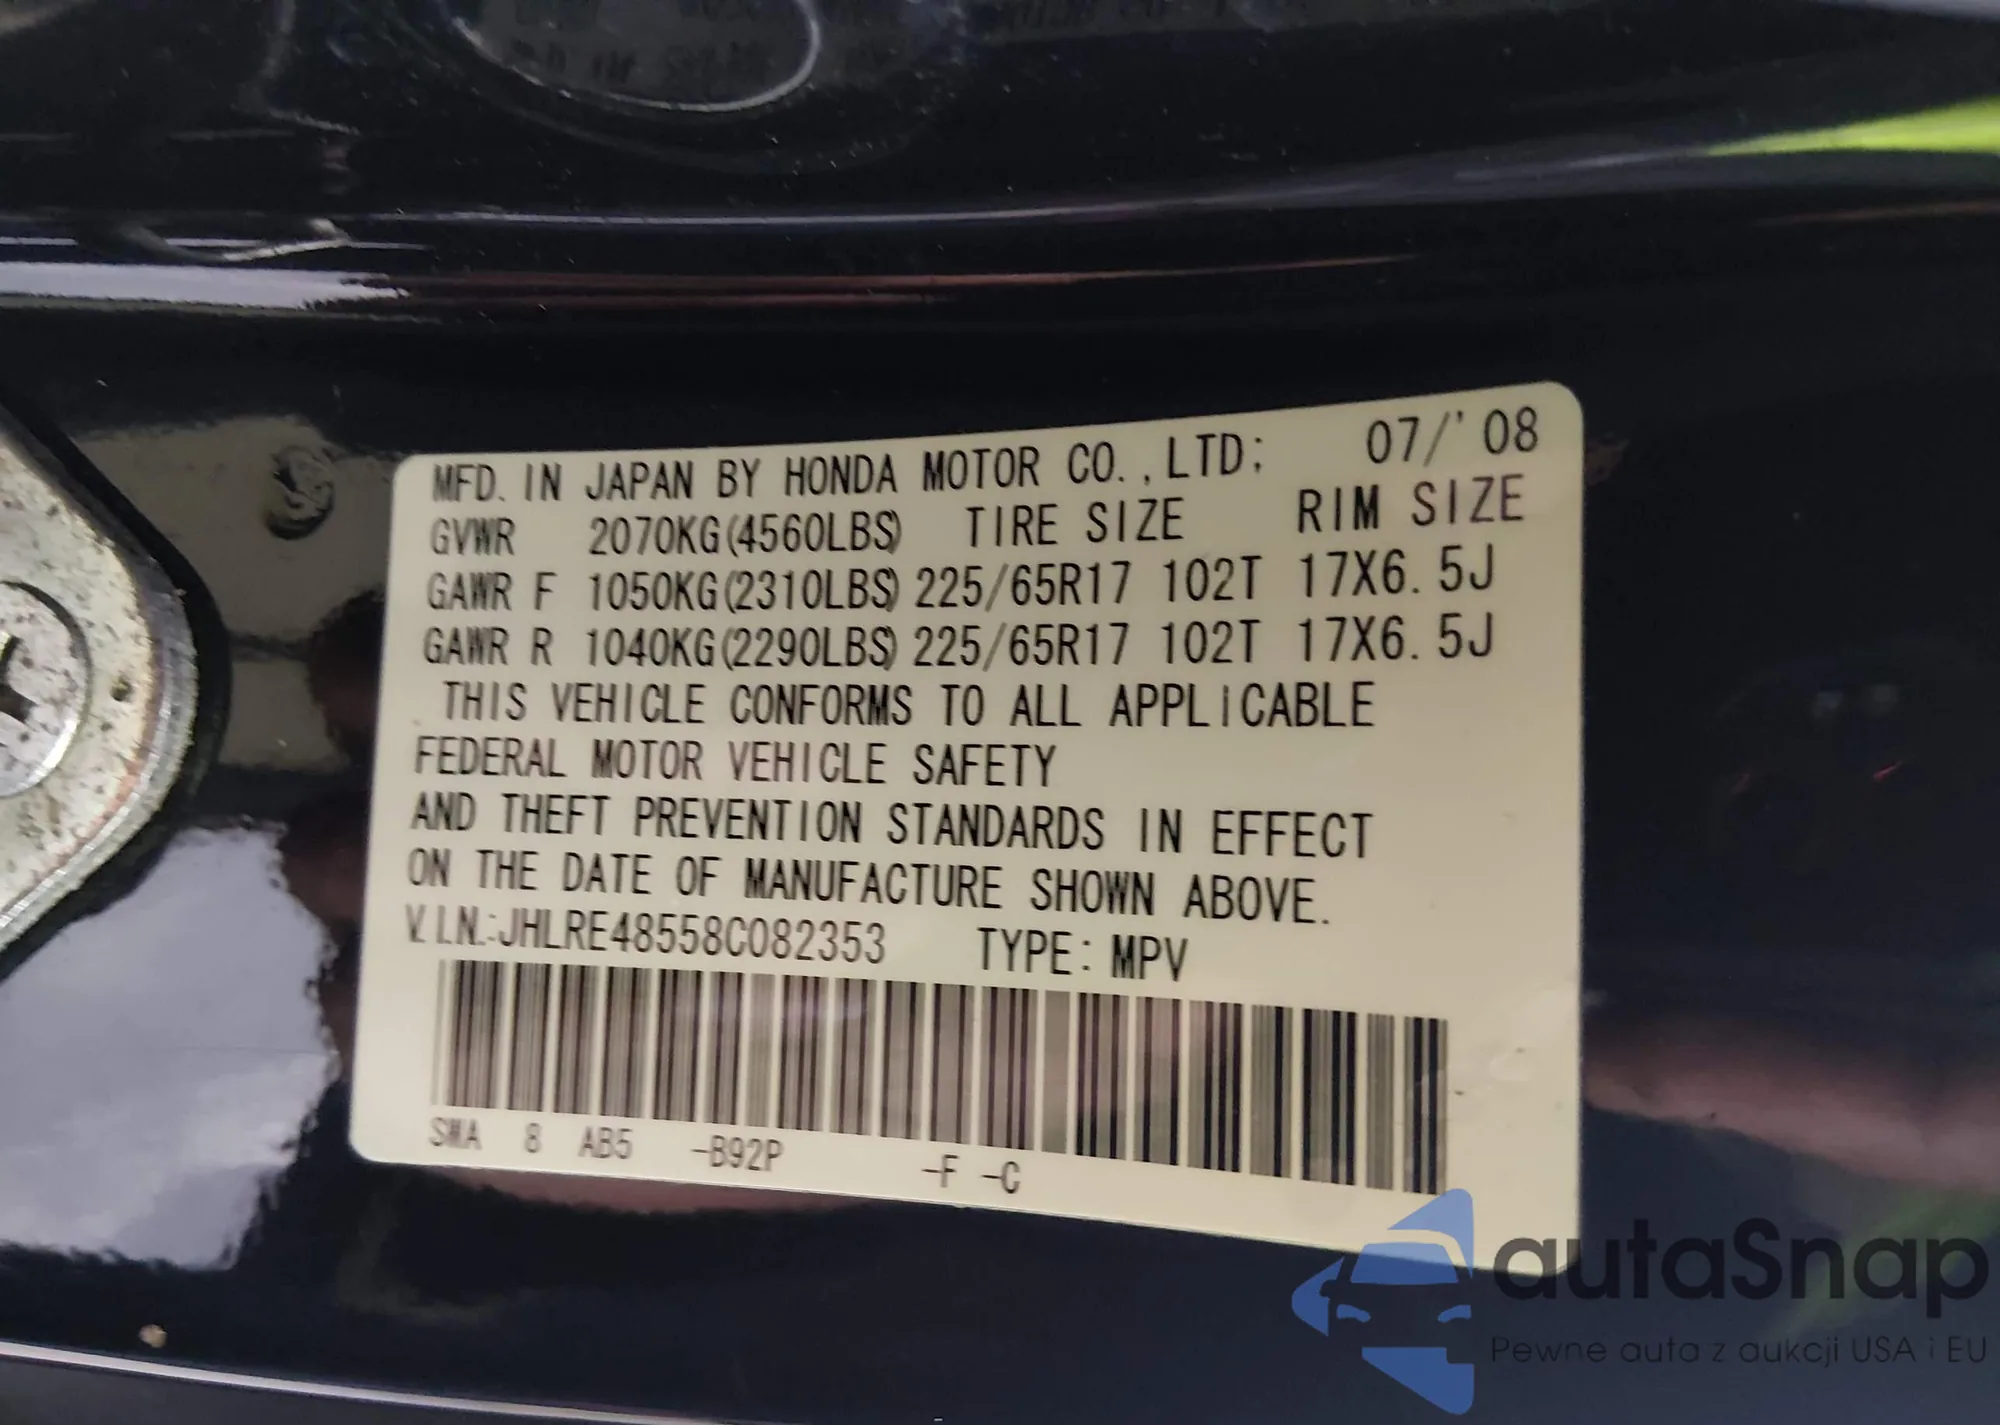 MFD. IN JAPAN BY HONDA MOTOR CO.,LTD; 07/'08
GVWR 2070KG(4560LBS) TIRE SIZE RIM SIZE
GAWR F 1050KG(2310LBS) 225/65R17 102T 17X6.5J
GAWR R 1040KG(2290LBS) 225/65R17 102T 17X6.5J
THIS VEHICLE CONFORMS TO ALL APPLICABLE
FEDERAL MOTOR VEHICLE SAFETY
AND THEFT PREVENTION STANDARDS IN EFFECT
ON THE DATE OF MANUFACTURE SHOWN ABOVE.
V.I.N.:JHLRE48558C082353 TYPE: MPV
SWA 8 AB5 -B92P -F -C
autaSnap
Pewne auta z aukcji USA i EU